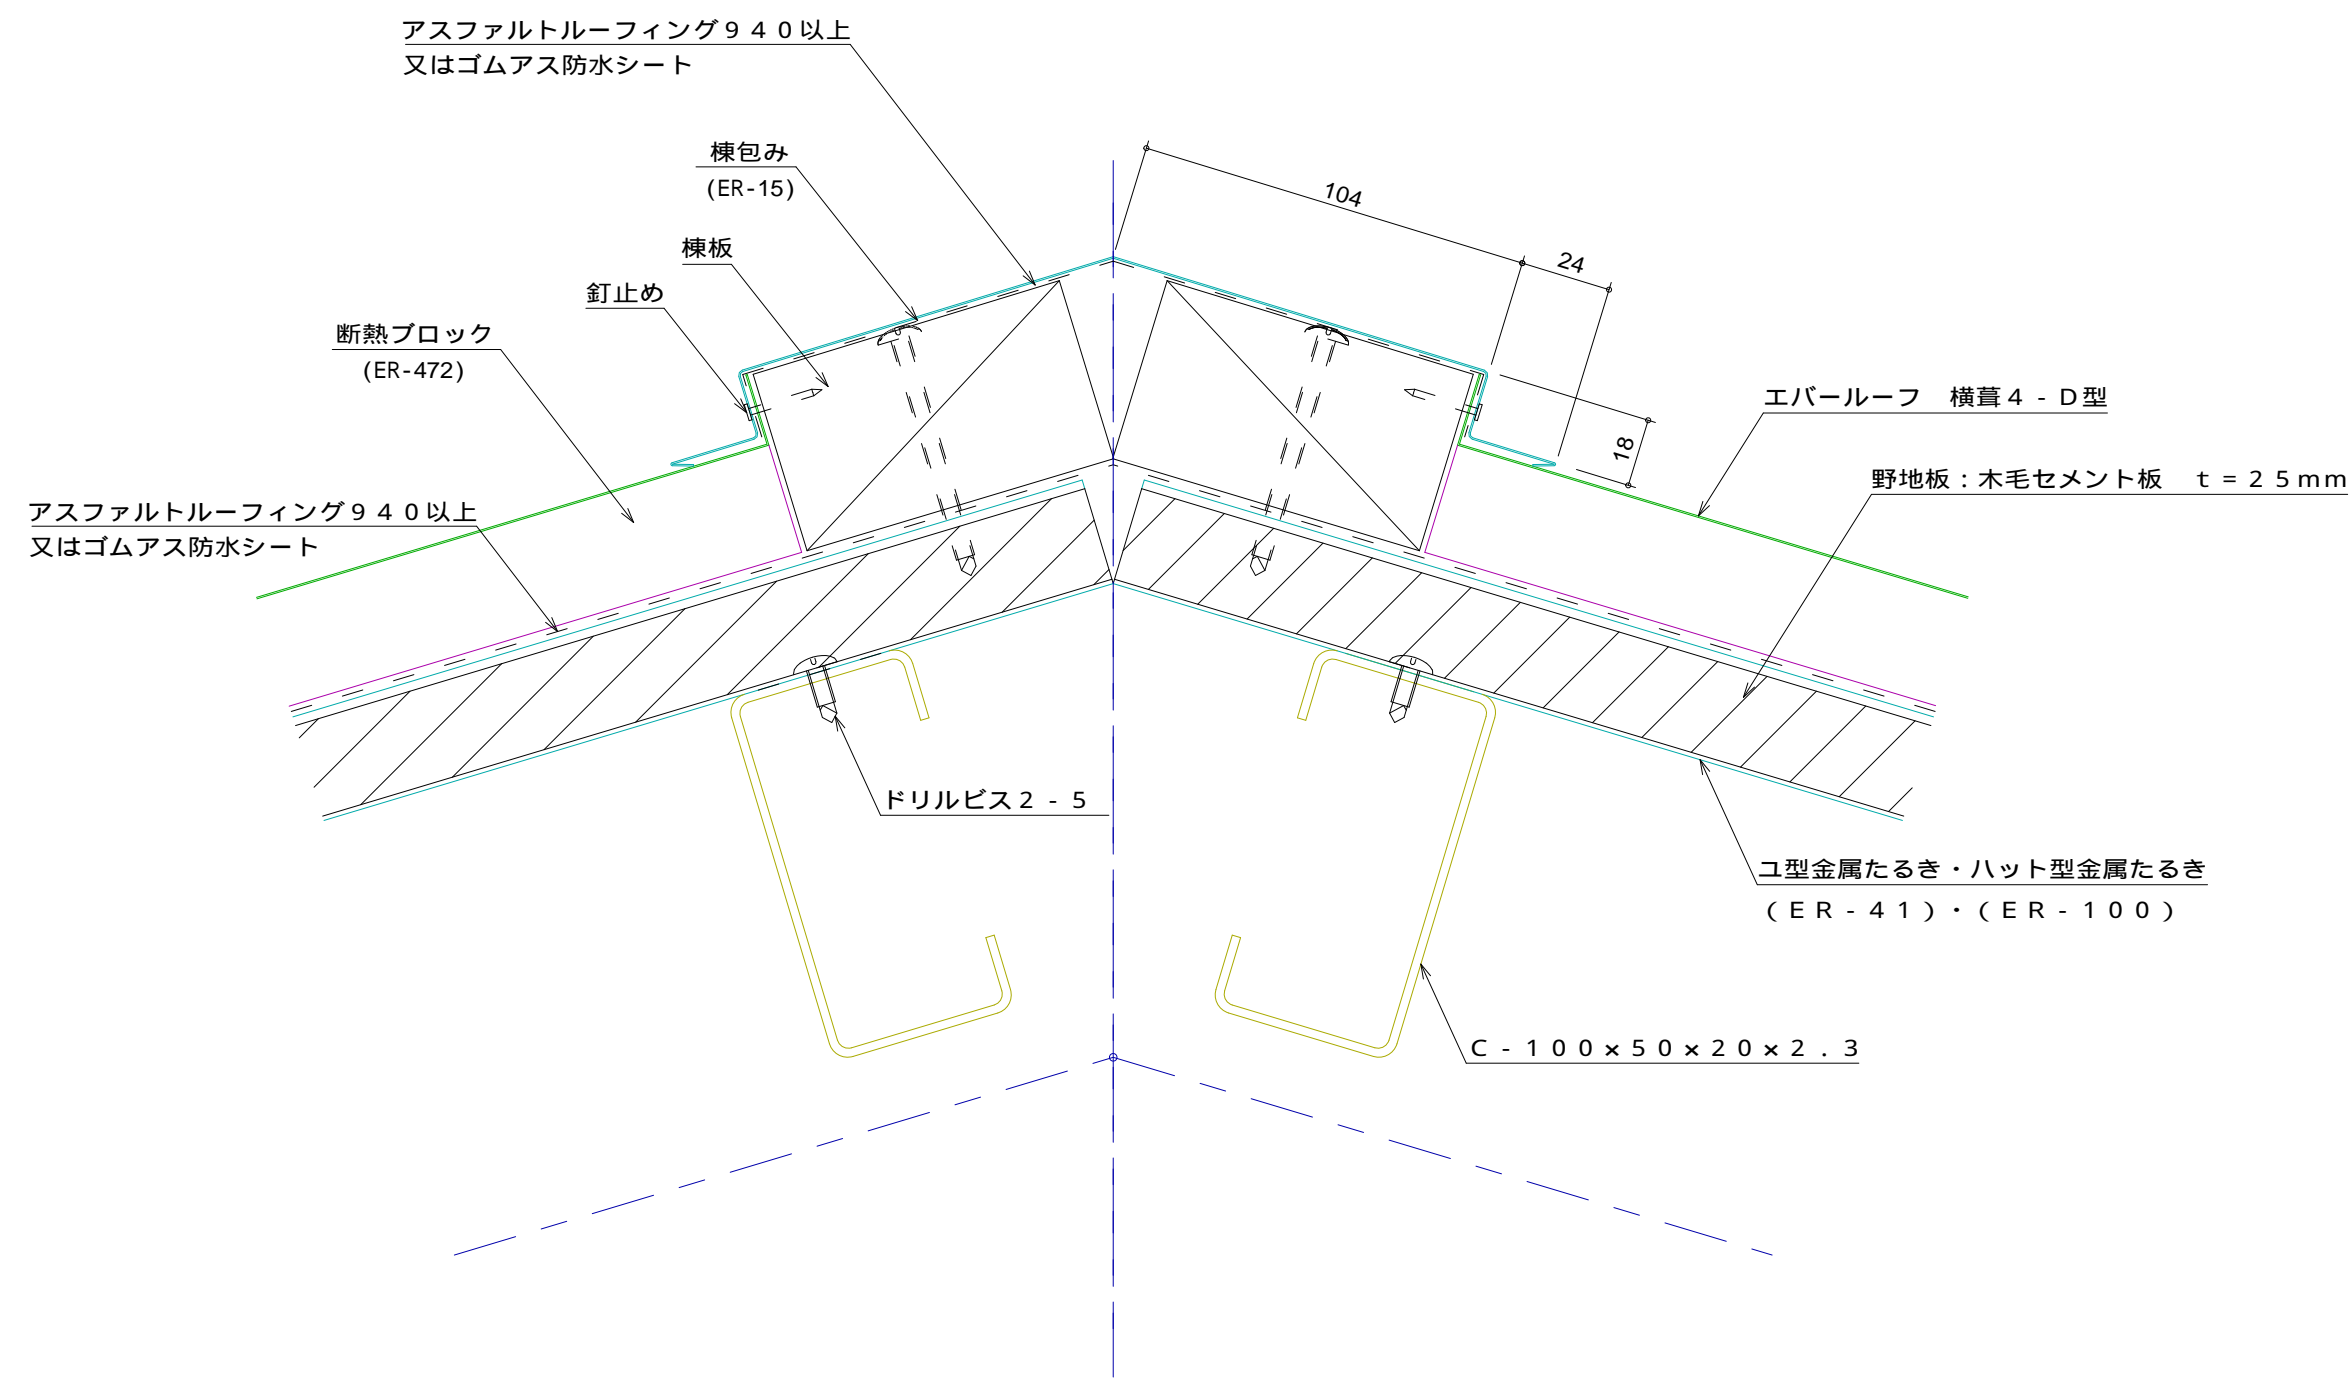 アスファルトルーフィング９４０以上
又はゴムアス防水シート
棟包み
(ER-15)
棟板
釘止め
断熱ブロック
(ER-472)
アスファルトルーフィング９４０以上
又はゴムアス防水シート
104
24
18
エバールーフ　横葺４-Ｄ型
野地板：木毛セメント板　ｔ＝２５mm
ドリルビス２-５
コ型金属たるき・ハット型金属たるき
（ＥＲ-４１）・（ＥＲ-１００）
Ｃ-１００×５０×２０×２．３